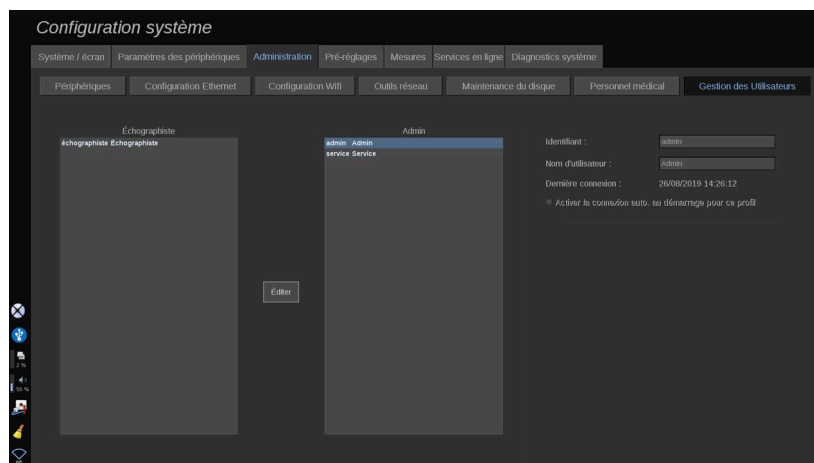 Configuration système
Système / écran Paramètres des périphériques Administration Pré-réglages Mesures Services en ligne Diagnostics système
Périphériques Configuration Ethernet Configuration Wifi Outils réseau Maintenance du disque Personnel médical Gestion des Utilisateurs
Échographiste
échographiste Échographiste
Admin
admin Admin
service Service
Éditer
Identifiant : admin
Nom d'utilisateur : Admin
Dernière connexion : 26/08/2019 14:26:12
Activer la connexion auto. au démarrage pour ce profil
2 %
50 %